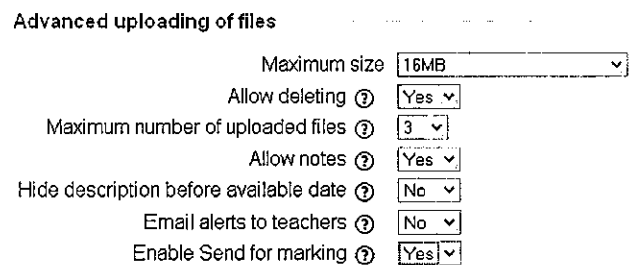 Advanced uploading of files
Maximum size 16MB
Allow deleting ? Yes
Maximum number of uploaded files ? 3
Allow notes ? Yes
Hide description before available date ? No
Email alerts to teachers ? No
Enable Send for marking ? Yes